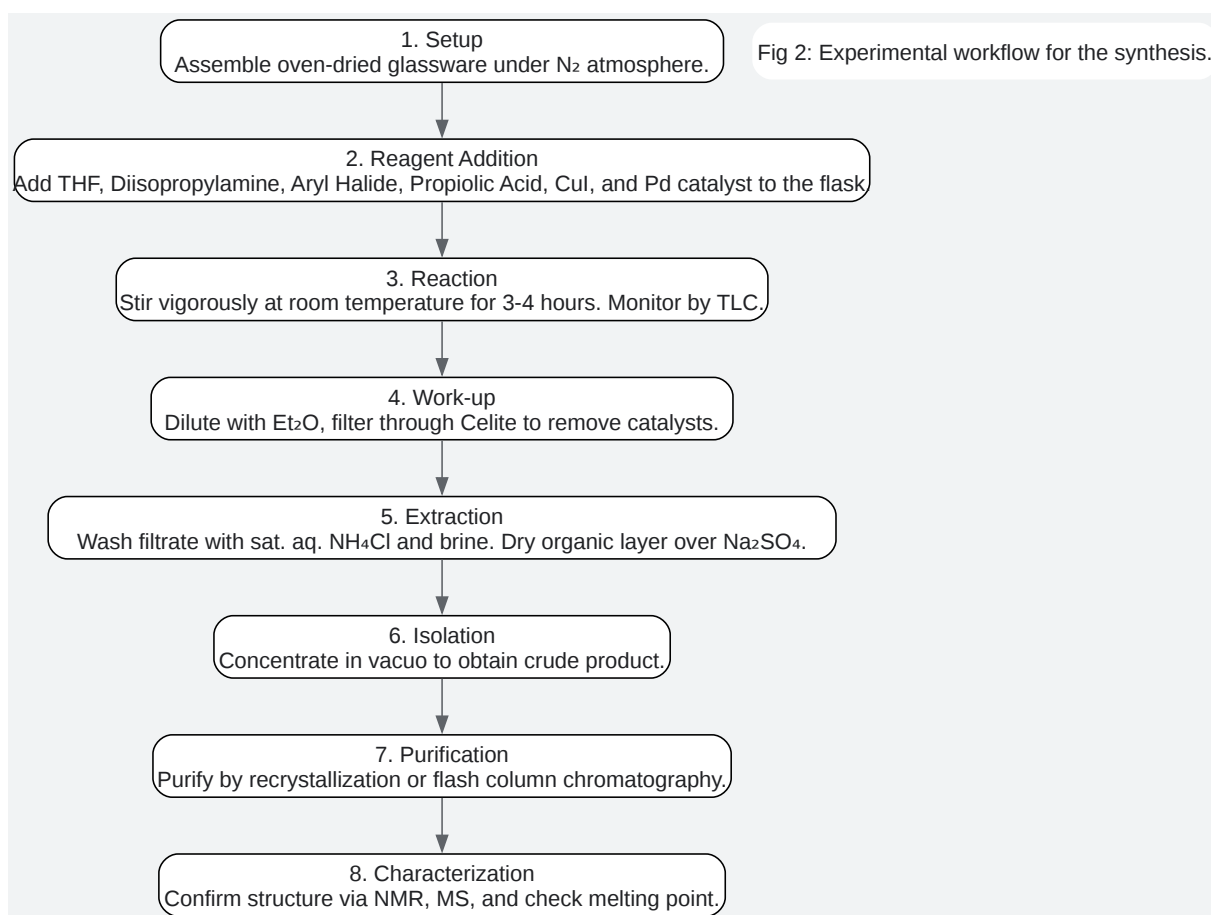 1. Setup
Assemble oven-dried glassware under N₂ atmosphere.
Fig 2: Experimental workflow for the synthesis.
2. Reagent Addition
Add THF, Diisopropylamine, Aryl Halide, Propiolic Acid, CuI, and Pd catalyst to the flask.
3. Reaction
Stir vigorously at room temperature for 3-4 hours. Monitor by TLC.
4. Work-up
Dilute with Et₂O, filter through Celite to remove catalysts.
5. Extraction
Wash filtrate with sat. aq. NH₄Cl and brine. Dry organic layer over Na₂SO₄.
6. Isolation
Concentrate in vacuo to obtain crude product.
7. Purification
Purify by recrystallization or flash column chromatography.
8. Characterization
Confirm structure via NMR, MS, and check melting point.